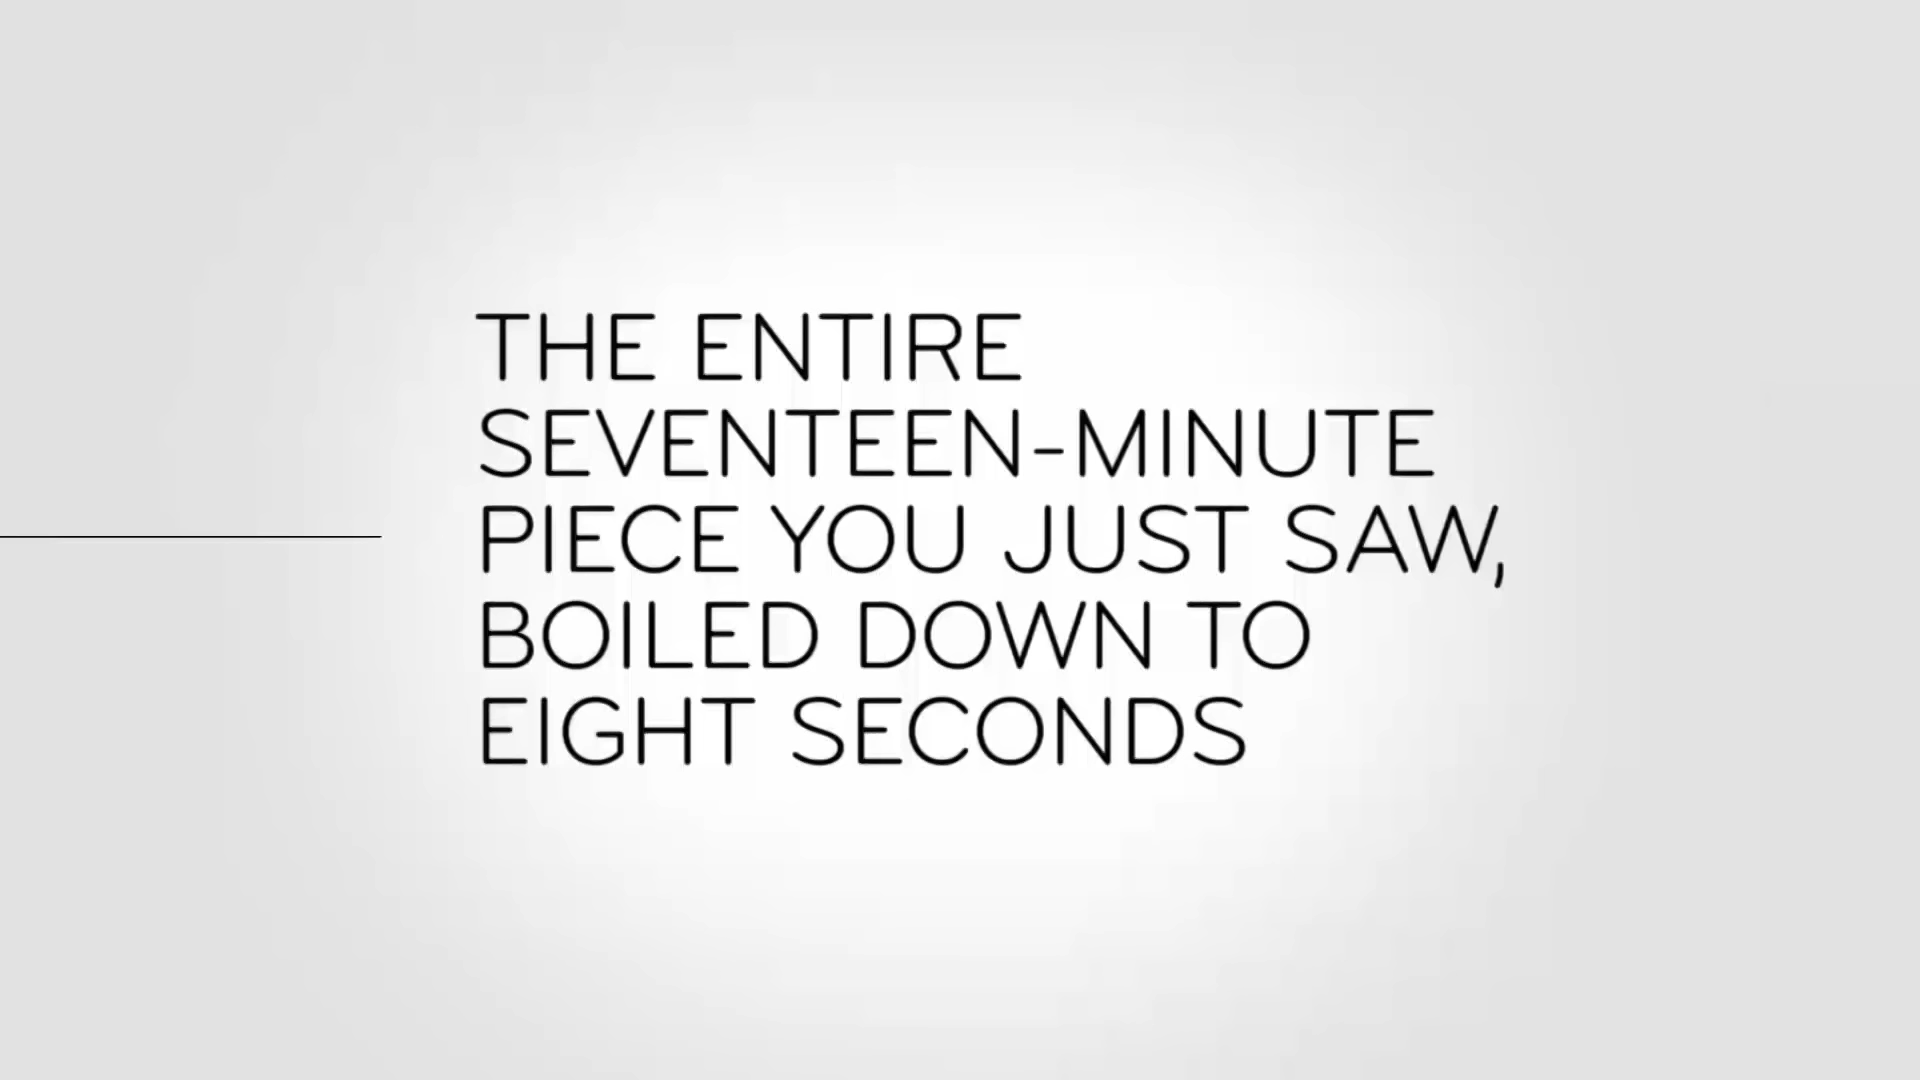 THE ENTIRE
SEVENTEEN-MINUTE
PIECE YOU JUST SAW,
BOILED DOWN TO
EIGHT SECONDS